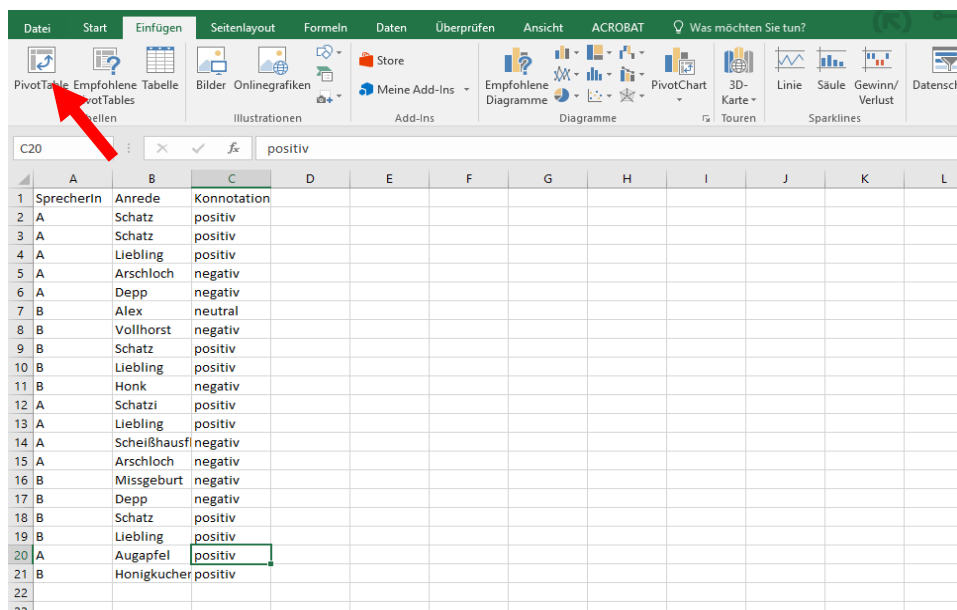 Datei Start Einfügen Seitenlayout Formeln Daten Überprüfen Ansicht ACROBAT Was möchten Sie tun?
Store
PivotTable Empfohlene Tabelle Bilder Onlinegrafiken Meine Add-Ins Empfohlene PivotChart 3D- Linie Säule Gewinn/
PivotTables Diagramme Karte Verlust
Illustrationen Add-Ins Diagramme Touren Sparklines
C20 fx positiv
A B C D E F G H I J K L
1 SprecherIn Anrede Konnotation
2 A Schatz positiv
3 A Schatz positiv
4 A Liebling positiv
5 A Arschloch negativ
6 A Depp negativ
7 B Alex neutral
8 B Vollhorst negativ
9 B Schatz positiv
10 B Liebling positiv
11 B Honk negativ
12 A Schatzi positiv
13 A Liebling positiv
14 A Scheißhausfl negativ
15 A Arschloch negativ
16 B Missgeburt negativ
17 B Depp negativ
18 B Schatz positiv
19 B Liebling positiv
20 A Augapfel positiv
21 B Honigkucher positiv
22